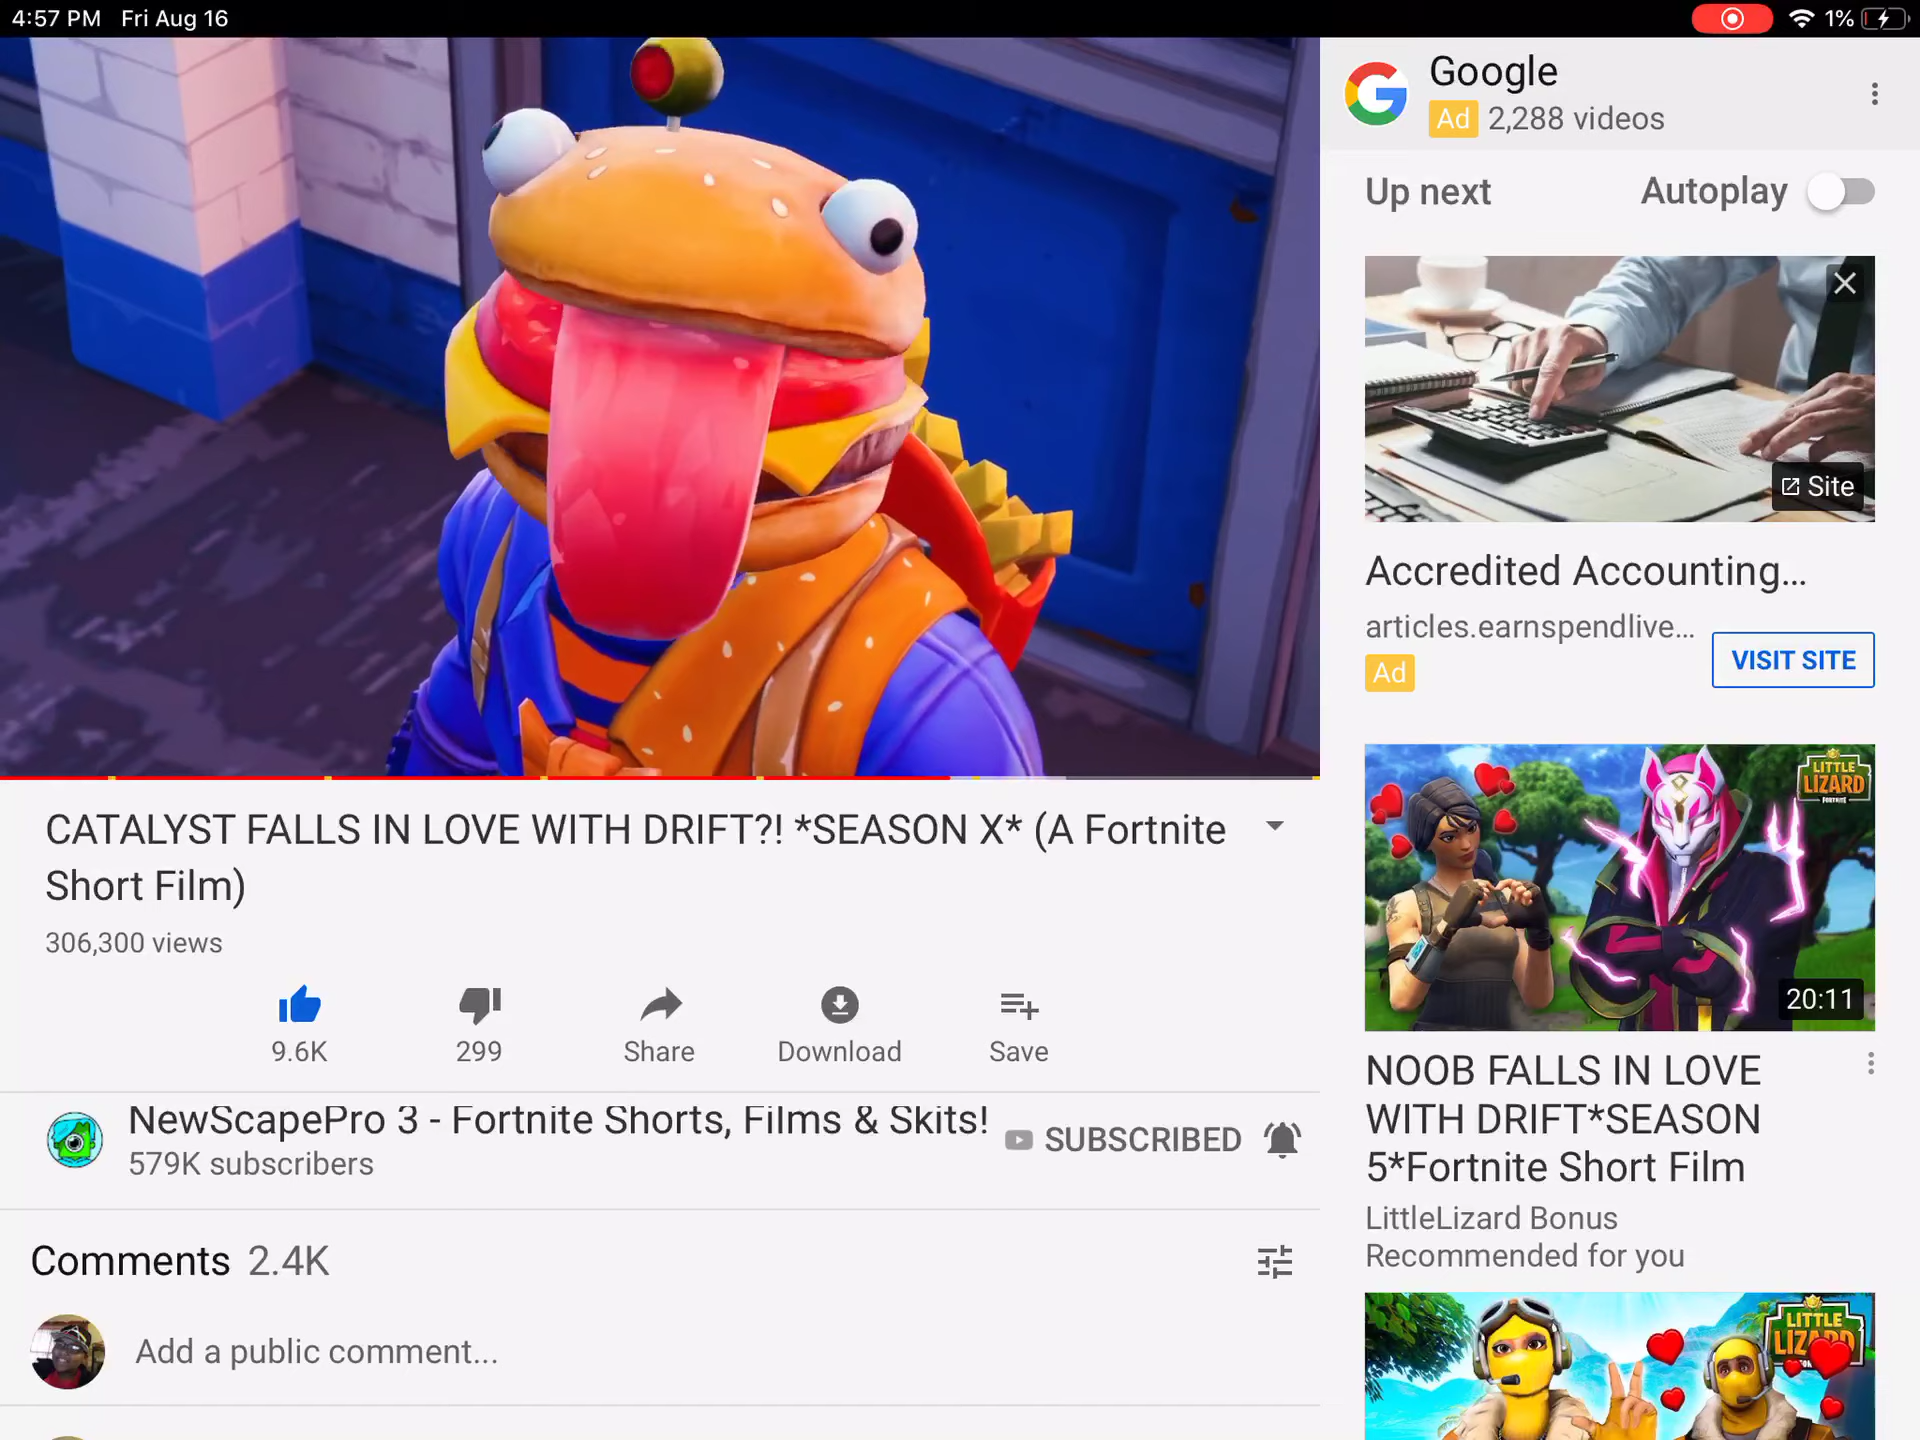 4:57 PM Fri Aug 16
1%
Google
Ad 2,288 videos
Up next
Autoplay
Site
Accredited Accounting...
articles.earnspendlive...
Ad
VISIT SITE
CATALYST FALLS IN LOVE WITH DRIFT?! *SEASON X* (A Fortnite
Short Film)
306,300 views
9.6K
299
Share
Download
Save
NewScapePro 3 - Fortnite Shorts, Films & Skits!
579K subscribers
SUBSCRIBED
Comments 2.4K
Add a public comment...
LITTLE
LIZARD
FORTNITE
20:11
NOOB FALLS IN LOVE
WITH DRIFT*SEASON
5*Fortnite Short Film
LittleLizard Bonus
Recommended for you
LITTLE
LIZARD